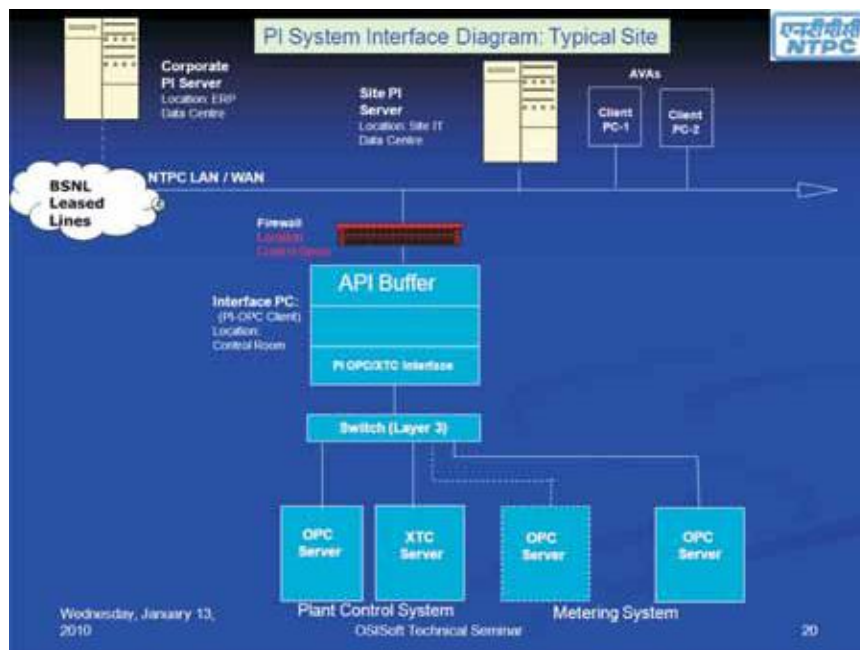 PI System Interface Diagram: Typical Site
एनटीपीसी
NTPC
Corporate
PI Server
Location: ERP
Data Centre
Site PI
Server
Location: Site IT
Data Centre
AVAs
Client
PC-1
Client
PC-2
BSNL
Leased
Lines
NTPC LAN / WAN
Firewall
Location
Control Room
API Buffer
Interface PC:
(PI-OPC Client)
Location:
Control Room
PI OPC/XTC Interface
Switch (Layer 3)
OPC
Server
XTC
Server
OPC
Server
OPC
Server
Plant Control System
Metering System
Wednesday, January 13,
2010
OSISoft Technical Seminar
20